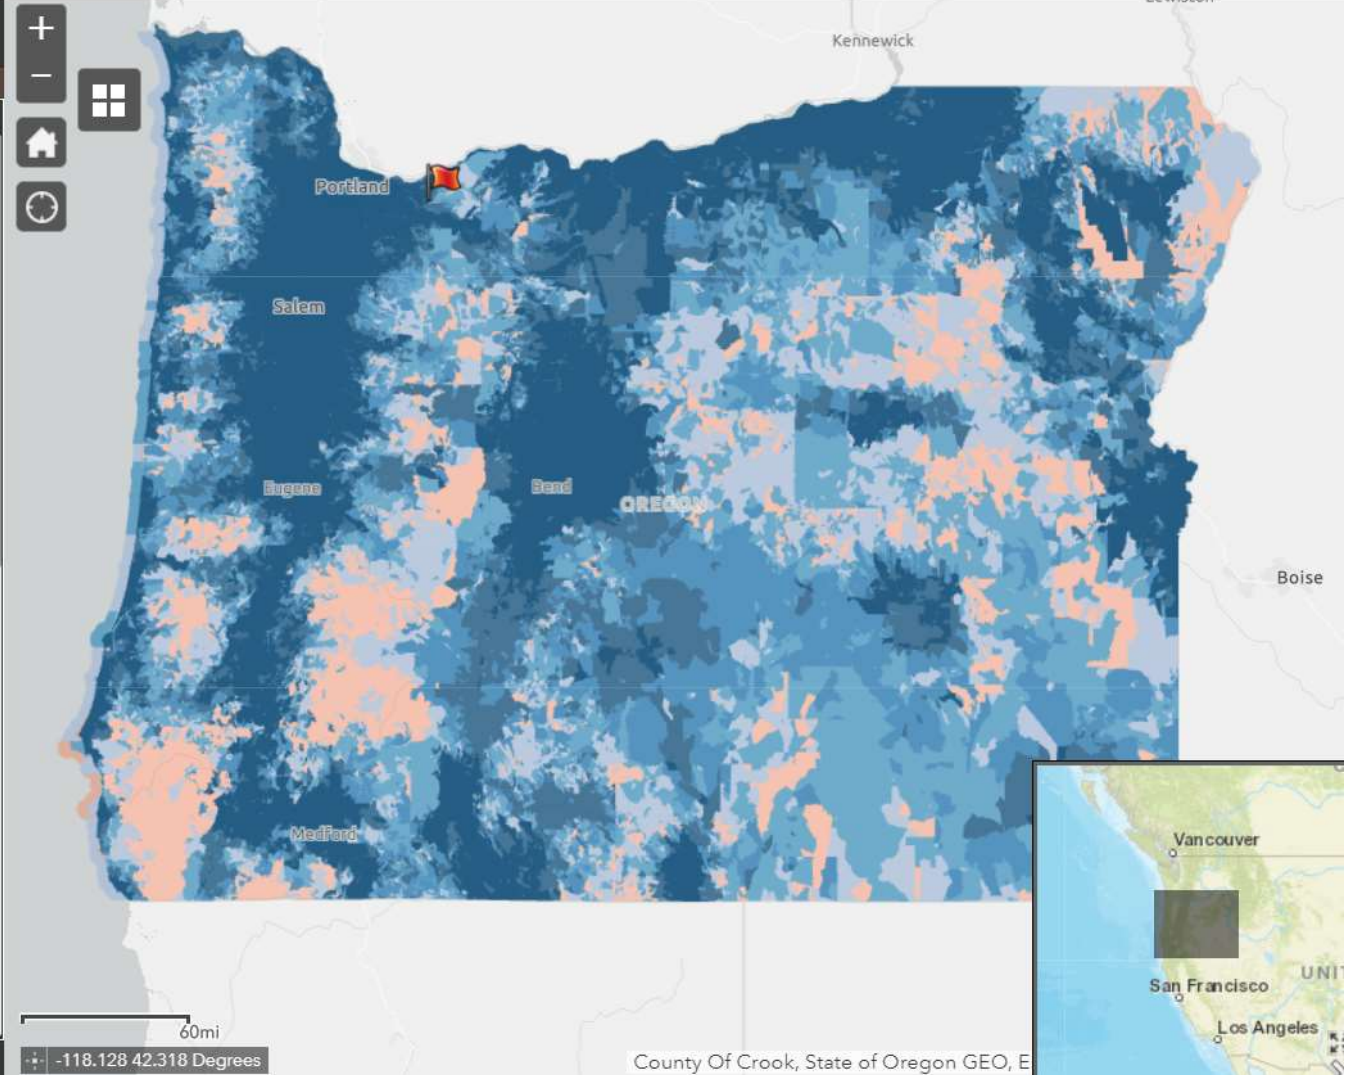 Kennewick
Portland
Salem
Eugene
Bend
OREGON
Boise
Medford
Vancouver
San Francisco
Los Angeles
60mi
-118.128 42.318 Degrees
County Of Crook, State of Oregon GEO, E